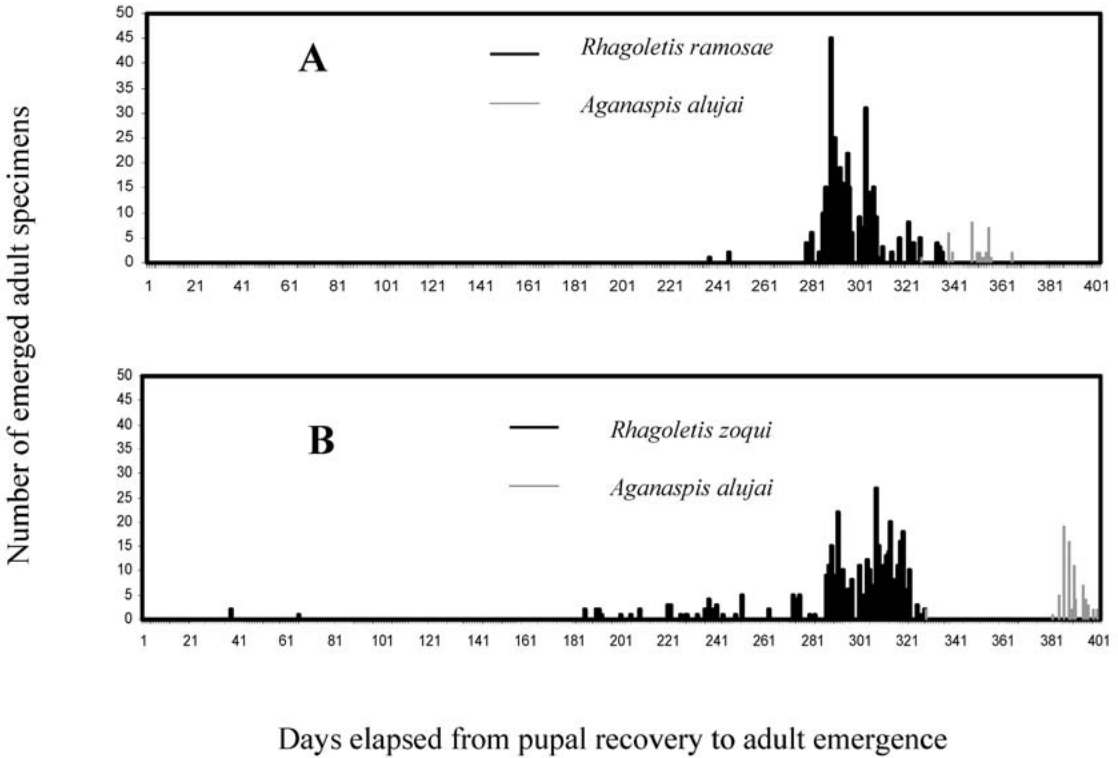 Number of emerged adult specimens
50
45
40
35
30
25
20
15
10
5
0
A
Rhagoletis ramosae
Aganaspis alujai
1 21 41 61 81 101 121 141 161 181 201 221 241 261 281 301 321 341 361 381 401
50
45
40
35
30
25
20
15
10
5
0
B
Rhagoletis zoqui
Aganaspis alujai
1 21 41 61 81 101 121 141 161 181 201 221 241 261 281 301 321 341 361 381 401
Days elapsed from pupal recovery to adult emergence